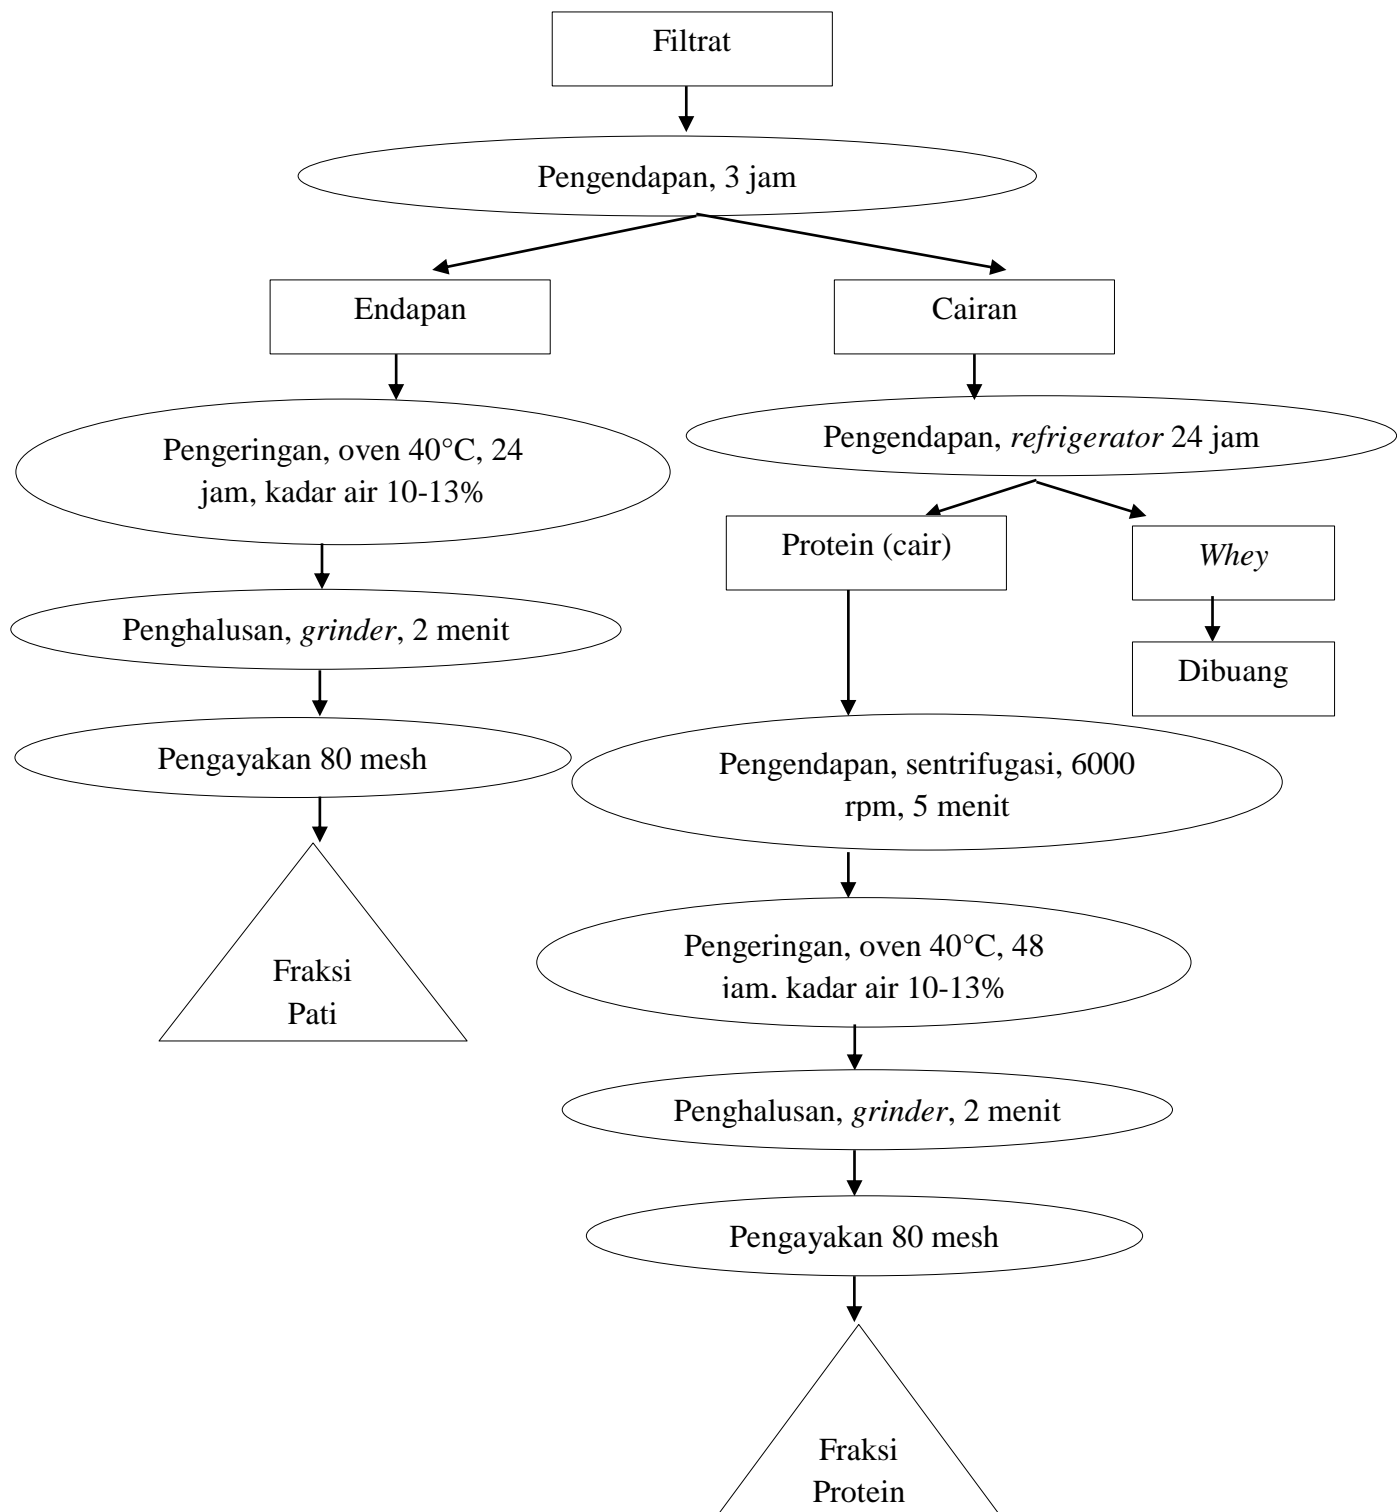 Filtrat
Pengendapan, 3 jam
Endapan
Cairan
Pengeringan, oven 40°C, 24
jam, kadar air 10-13%
Pengendapan, refrigerator 24 jam
Protein (cair)
Whey
Penghalusan, grinder, 2 menit
Dibuang
Pengayakan 80 mesh
Pengendapan, sentrifugasi, 6000
rpm, 5 menit
Fraksi
Pati
Pengeringan, oven 40°C, 48
jam, kadar air 10-13%
Penghalusan, grinder, 2 menit
Pengayakan 80 mesh
Fraksi
Protein